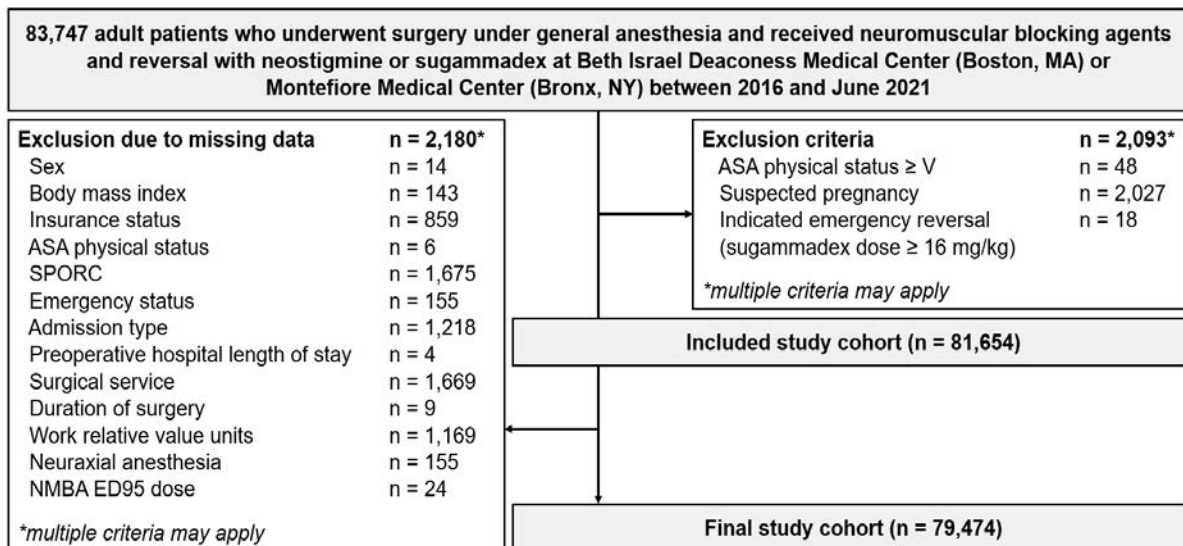 83,747 adult patients who underwent surgery under general anesthesia and received neuromuscular blocking agents
and reversal with neostigmine or sugammadex at Beth Israel Deaconess Medical Center (Boston, MA) or
Montefiore Medical Center (Bronx, NY) between 2016 and June 2021
Exclusion due to missing data n = 2,180*
Sex n = 14
Body mass index n = 143
Insurance status n = 859
ASA physical status n = 6
SPORC n = 1,675
Emergency status n = 155
Admission type n = 1,218
Preoperative hospital length of stay n = 4
Surgical service n = 1,669
Duration of surgery n = 9
Work relative value units n = 1,169
Neuraxial anesthesia n = 155
NMBA ED95 dose n = 24
*multiple criteria may apply
Exclusion criteria n = 2,093*
ASA physical status ≥ V n = 48
Suspected pregnancy n = 2,027
Indicated emergency reversal n = 18
(sugammadex dose ≥ 16 mg/kg)
*multiple criteria may apply
Included study cohort (n = 81,654)
Final study cohort (n = 79,474)